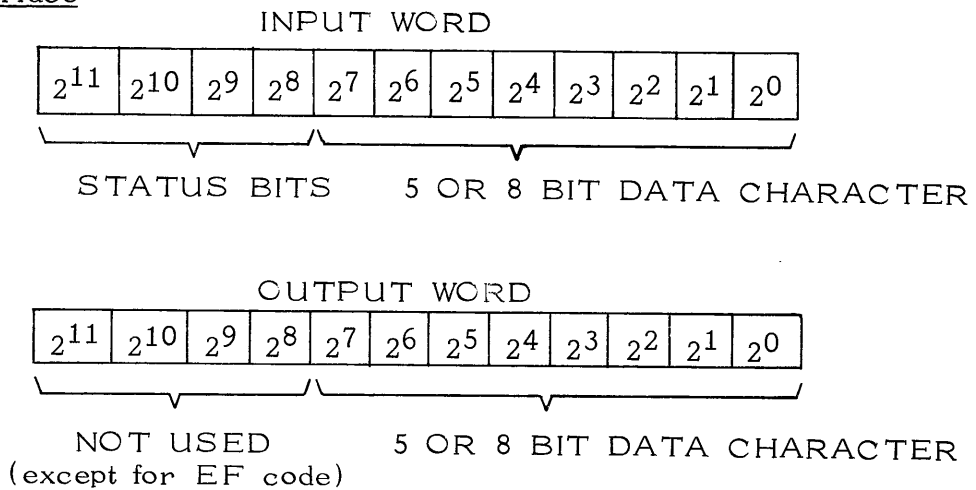 INPUT WORD
2^11 2^10 2^9 2^8 2^7 2^6 2^5 2^4 2^3 2^2 2^1 2^0
STATUS BITS 5 OR 8 BIT DATA CHARACTER
OUTPUT WORD
2^11 2^10 2^9 2^8 2^7 2^6 2^5 2^4 2^3 2^2 2^1 2^0
NOT USED 5 OR 8 BIT DATA CHARACTER
(except for EF code)